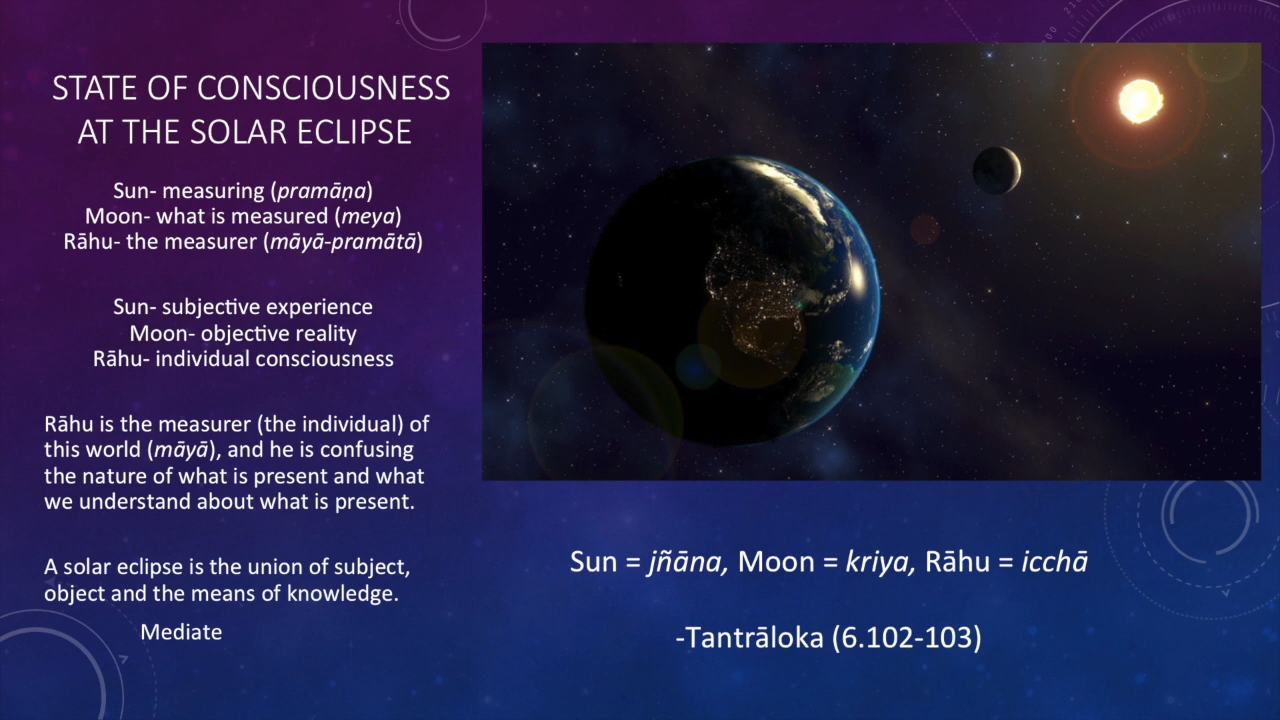 STATE OF CONSCIOUSNESS
AT THE SOLAR ECLIPSE
Sun- measuring (pramāṇa)
Moon- what is measured (meya)
Rāhu- the measurer (māyā-pramātā)
Sun- subjective experience
Moon- objective reality
Rāhu- individual consciousness
Rāhu is the measurer (the individual) of
this world (māyā), and he is confusing
the nature of what is present and what
we understand about what is present.
A solar eclipse is the union of subject,
object and the means of knowledge.
Mediate
Sun = jñāna, Moon = kriya, Rāhu = icchā
-Tantrāloka (6.102-103)